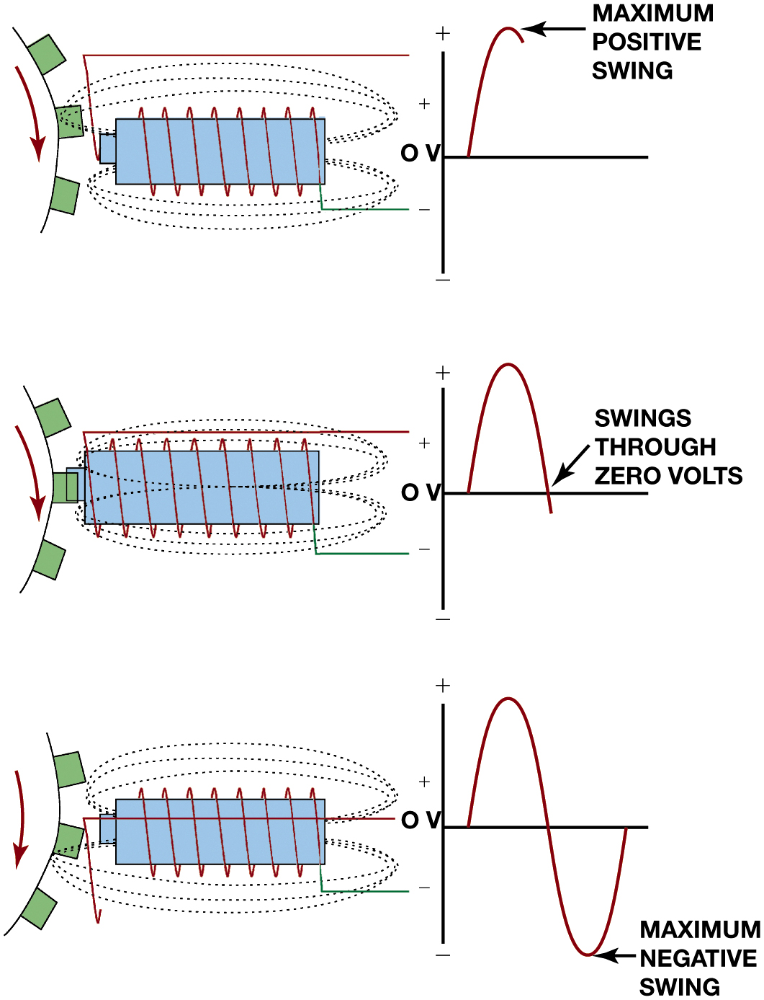 MAXIMUM
POSITIVE
SWING
+
+
O V
–
–
+
SWINGS
THROUGH
ZERO VOLTS
+
O V
–
–
+
+
O V
–
MAXIMUM
NEGATIVE
SWING
–